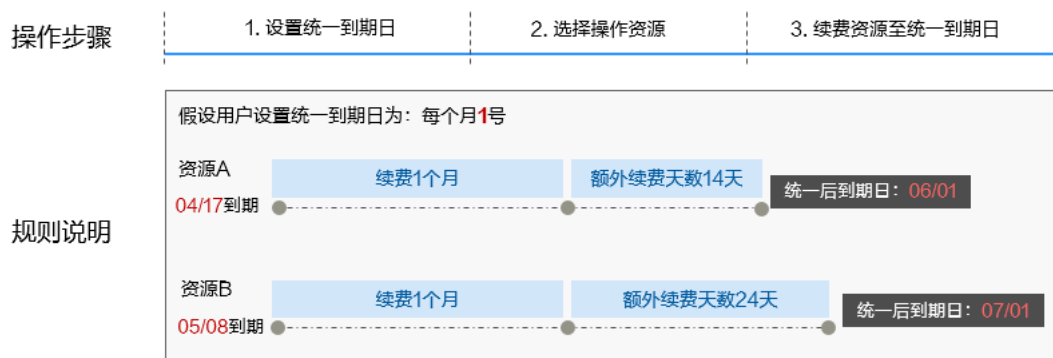 操作步骤
1. 设置统一到期日
2. 选择操作资源
3. 续费资源至统一到期日
规则说明
假设用户设置统一到期日为：每个月1号
资源A
04/17到期
续费1个月
额外续费天数14天
统一后到期日：06/01
资源B
05/08到期
续费1个月
额外续费天数24天
统一后到期日：07/01